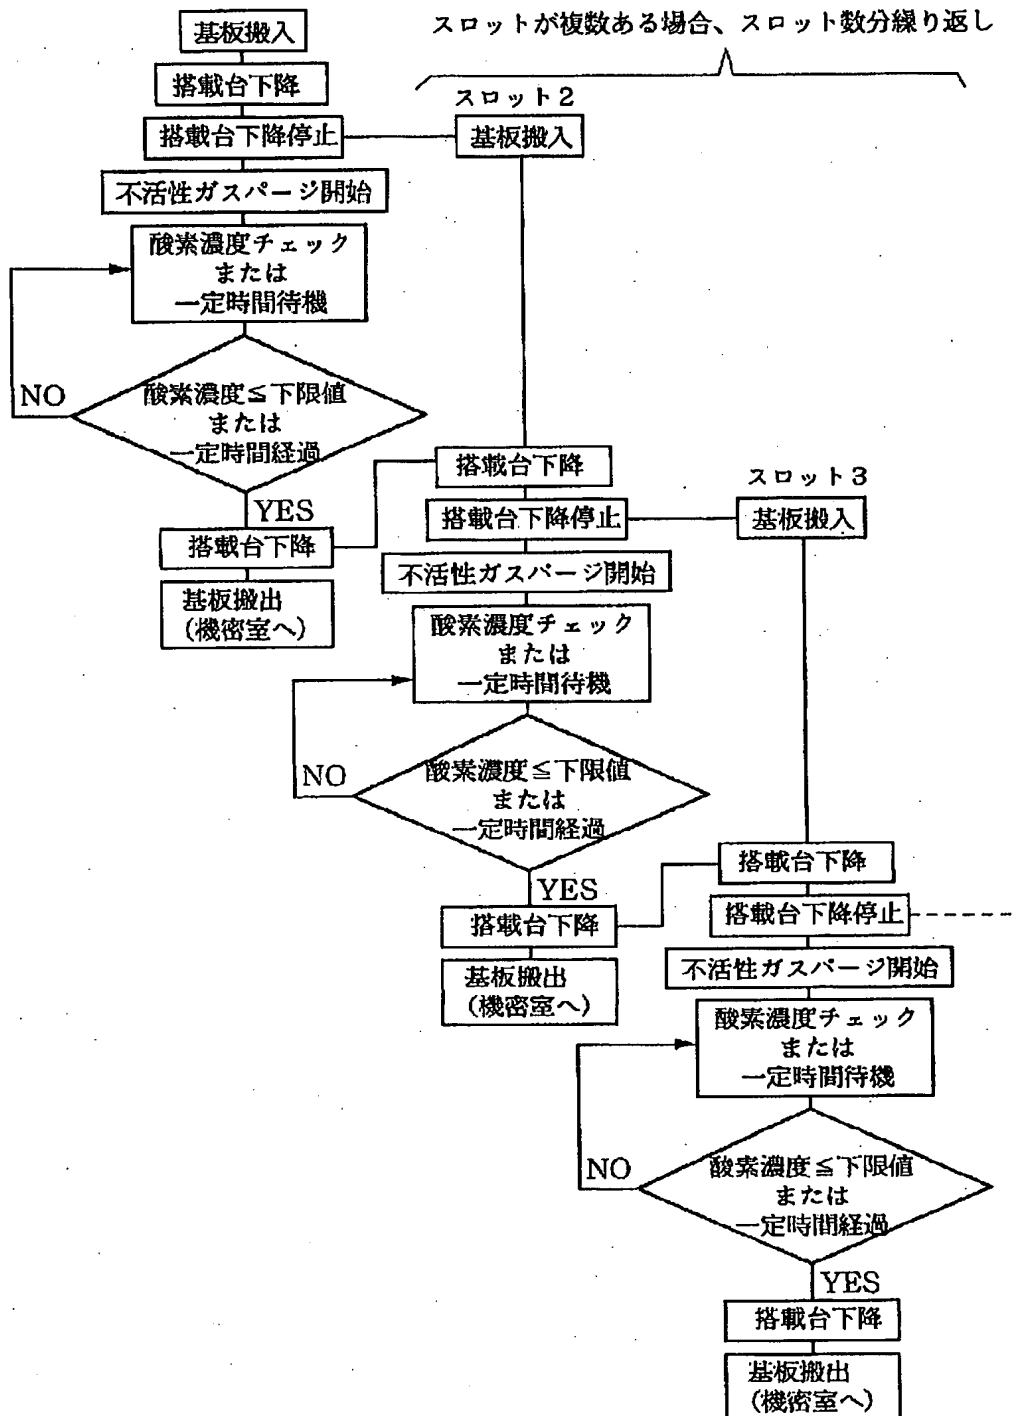 スロットが複数ある場合、スロット数分繰り返し
基板搬入
搭載台下降
搭載台下降停止
不活性ガスパージ開始
酸素濃度チェック
または
一定時間待機
NO
酸素濃度≦下限値
または
一定時間経過
YES
搭載台下降
基板搬出
(機密室へ)
スロット2
基板搬入
搭載台下降
搭載台下降停止
不活性ガスパージ開始
酸素濃度チェック
または
一定時間待機
NO
酸素濃度≦下限値
または
一定時間経過
YES
搭載台下降
基板搬出
(機密室へ)
スロット3
基板搬入
搭載台下降
搭載台下降停止
不活性ガスパージ開始
酸素濃度チェック
または
一定時間待機
NO
酸素濃度≦下限値
または
一定時間経過
YES
搭載台下降
基板搬出
(機密室へ)